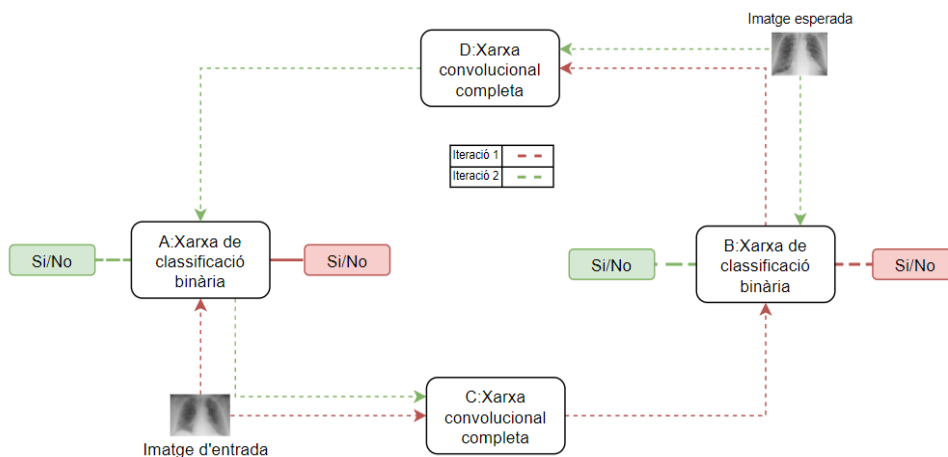 Imatge esperada
D:Xarxa
convolucional
completa
Iteració 1
Iteració 2
A:Xarxa de
classificació
binària
Si/No
Si/No
B:Xarxa de
classificació
binària
Si/No
Si/No
C:Xarxa
convolucional
completa
Imatge d'entrada